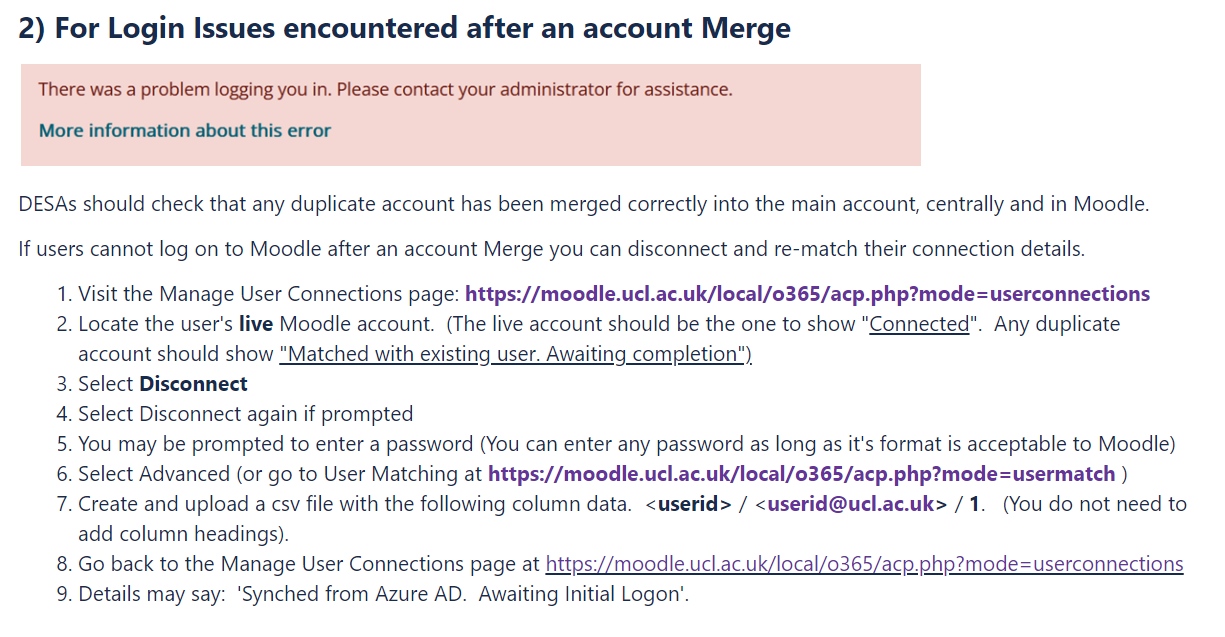 2) For Login Issues encountered after an account Merge
There was a problem logging you in. Please contact your administrator for assistance.
More information about this error
DESAs should check that any duplicate account has been merged correctly into the main account, centrally and in Moodle.
If users cannot log on to Moodle after an account Merge you can disconnect and re-match their connection details.
1. Visit the Manage User Connections page: https://moodle.ucl.ac.uk/local/o365/acp.php?mode=userconnections
2. Locate the user's live Moodle account.  (The live account should be the one to show "Connected".  Any duplicate
account should show "Matched with existing user. Awaiting completion")
3. Select Disconnect
4. Select Disconnect again if prompted
5. You may be prompted to enter a password (You can enter any password as long as it's format is acceptable to Moodle)
6. Select Advanced (or go to User Matching at https://moodle.ucl.ac.uk/local/o365/acp.php?mode=usermatch )
7. Create and upload a csv file with the following column data.  <userid> / <userid@ucl.ac.uk> / 1.   (You do not need to
add column headings).
8. Go back to the Manage User Connections page at https://moodle.ucl.ac.uk/local/o365/acp.php?mode=userconnections
9. Details may say:  'Synched from Azure AD.  Awaiting Initial Logon'.